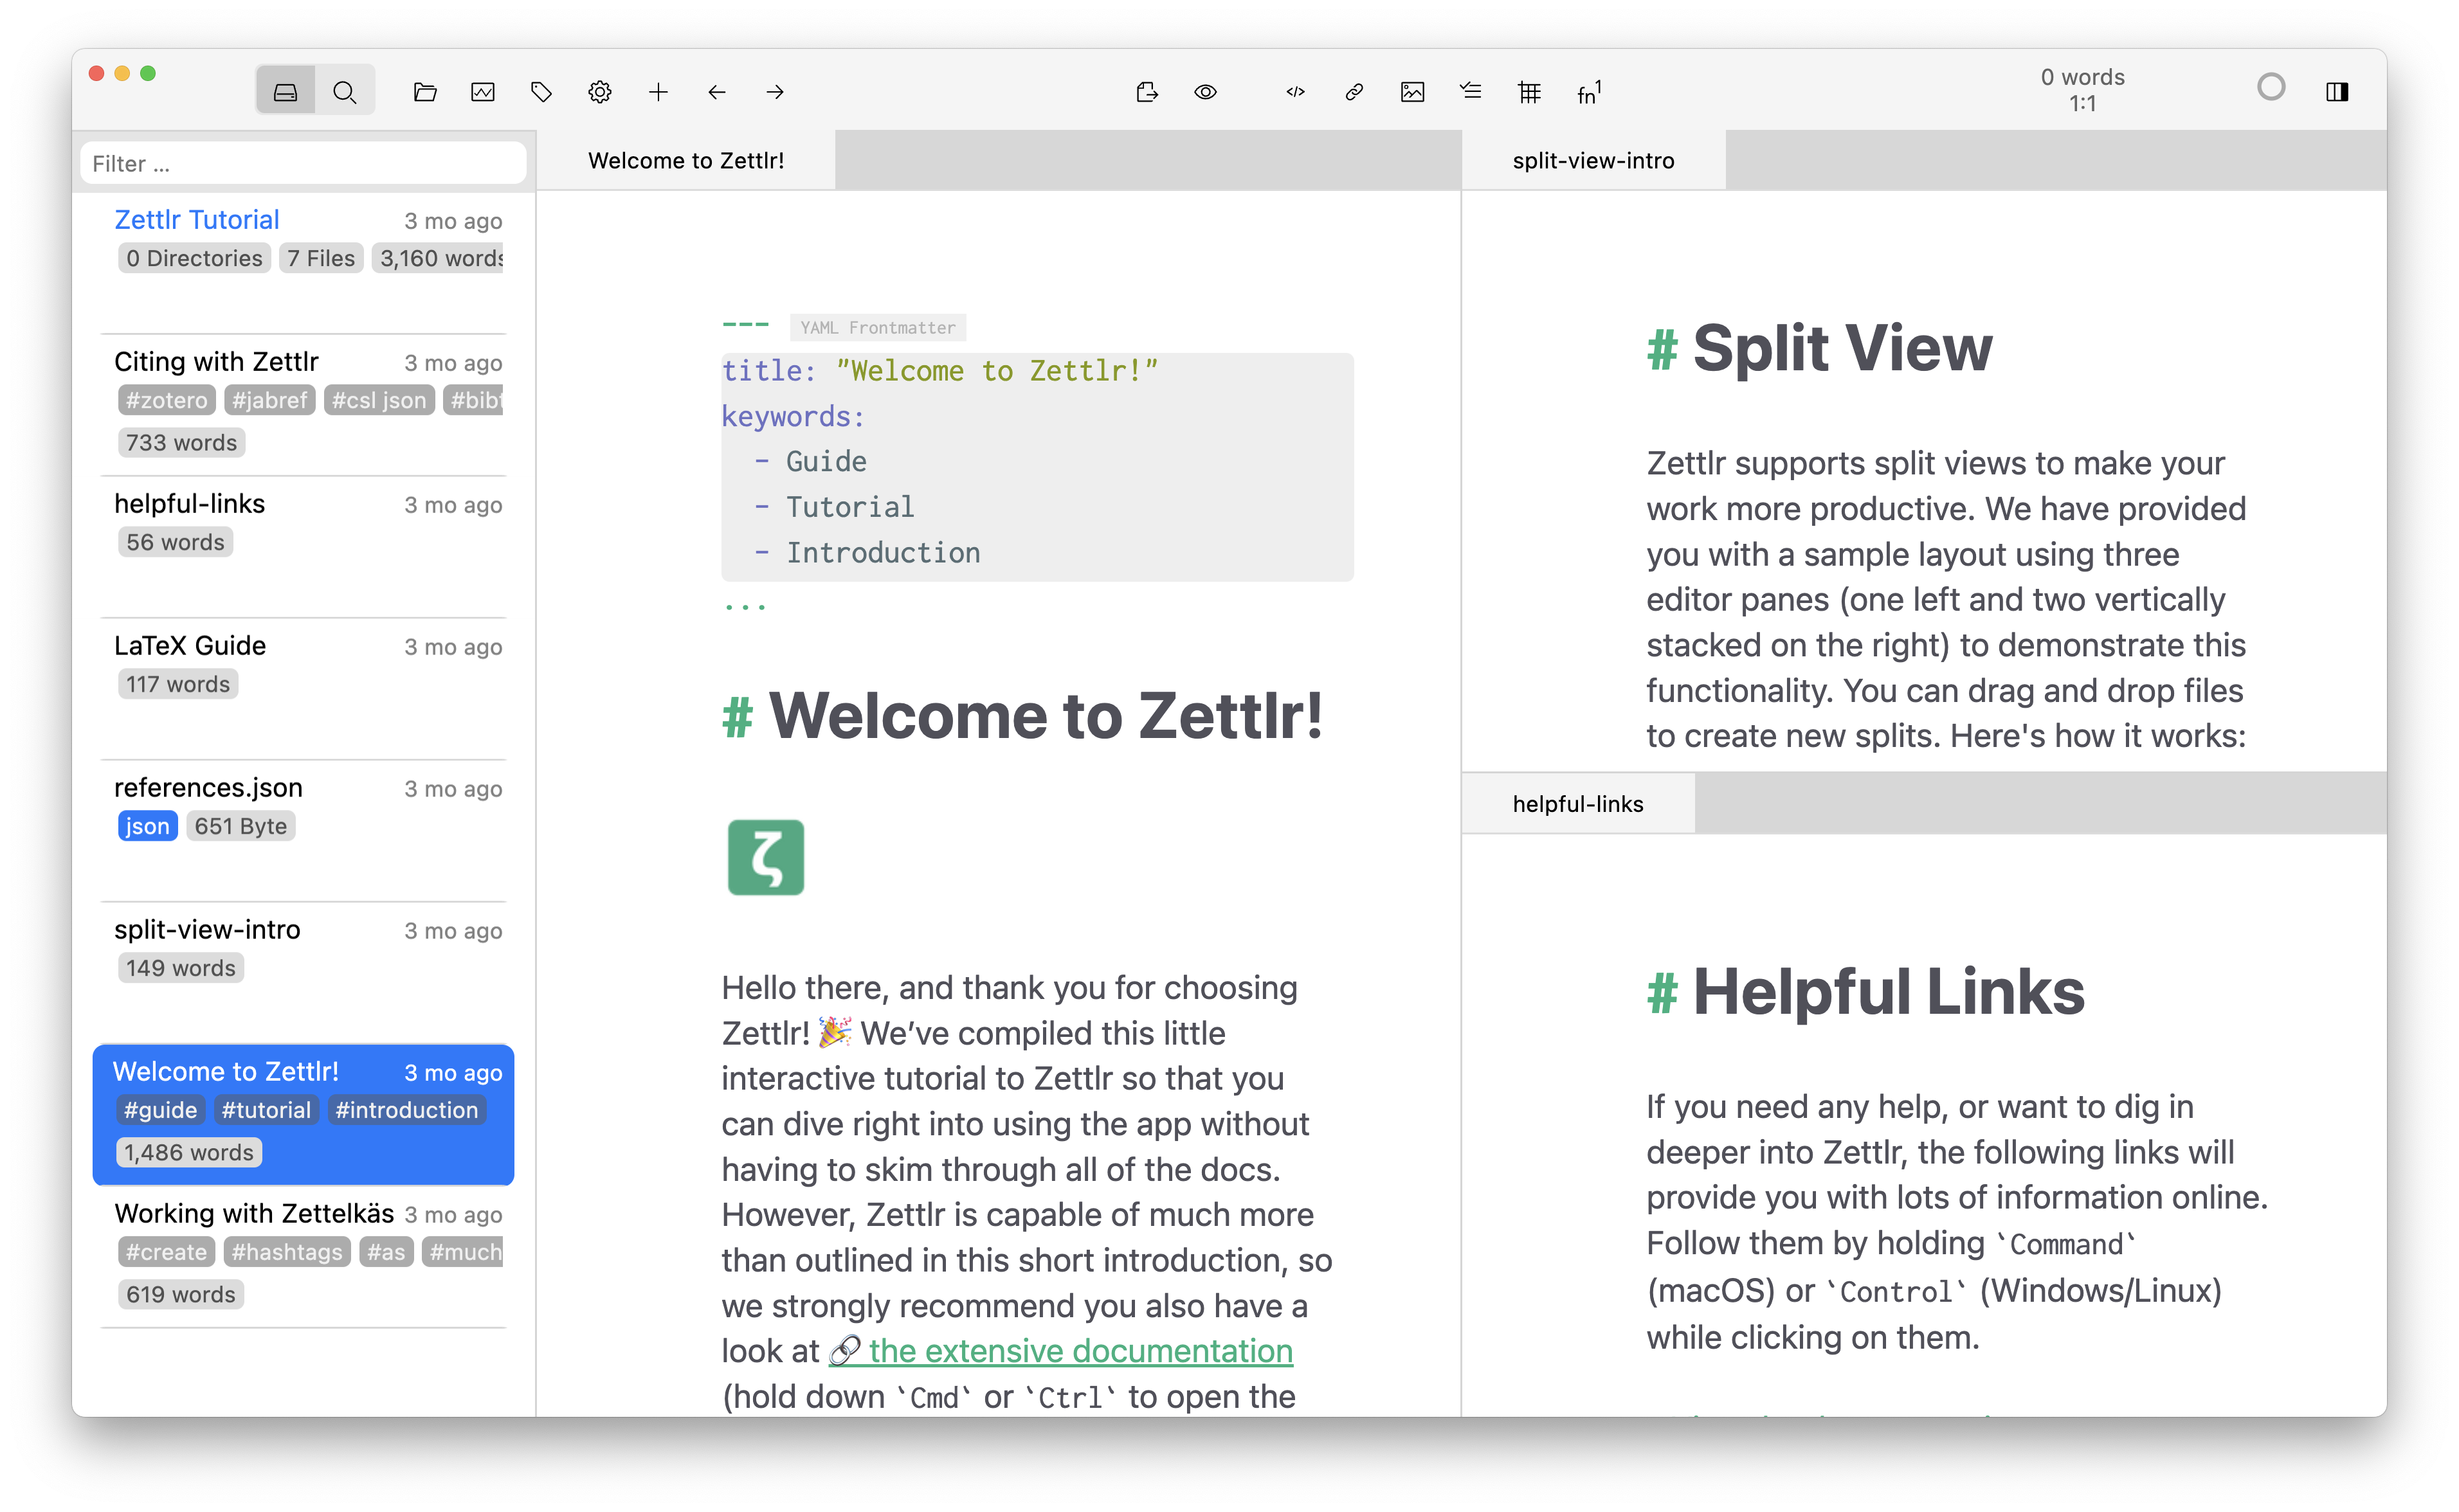 0 words
1:1
fn1
Filter ...
Zettlr Tutorial 3 mo ago
0 Directories 7 Files 3,160 words
Citing with Zettlr 3 mo ago
#zotero #jabref #csl json #bibt
733 words
helpful-links 3 mo ago
56 words
LaTeX Guide 3 mo ago
117 words
references.json 3 mo ago
json 651 Byte
split-view-intro 3 mo ago
149 words
Welcome to Zettlr! 3 mo ago
#guide #tutorial #introduction
1,486 words
Working with Zettelkäs 3 mo ago
#create #hashtags #as #much
619 words
Welcome to Zettlr!
--- YAML Frontmatter
title: "Welcome to Zettlr!"
keywords:
- Guide
- Tutorial
- Introduction
...
# Welcome to Zettlr!
ζ
Hello there, and thank you for choosing
Zettlr! 🎉 We’ve compiled this little
interactive tutorial to Zettlr so that you
can dive right into using the app without
having to skim through all of the docs.
However, Zettlr is capable of much more
than outlined in this short introduction, so
we strongly recommend you also have a
look at 🔗 the extensive documentation
(hold down `Cmd` or `Ctrl` to open the
split-view-intro
# Split View
Zettlr supports split views to make your
work more productive. We have provided
you with a sample layout using three
editor panes (one left and two vertically
stacked on the right) to demonstrate this
functionality. You can drag and drop files
to create new splits. Here's how it works:
helpful-links
# Helpful Links
If you need any help, or want to dig in
deeper into Zettlr, the following links will
provide you with lots of information online.
Follow them by holding `Command`
(macOS) or `Control` (Windows/Linux)
while clicking on them.